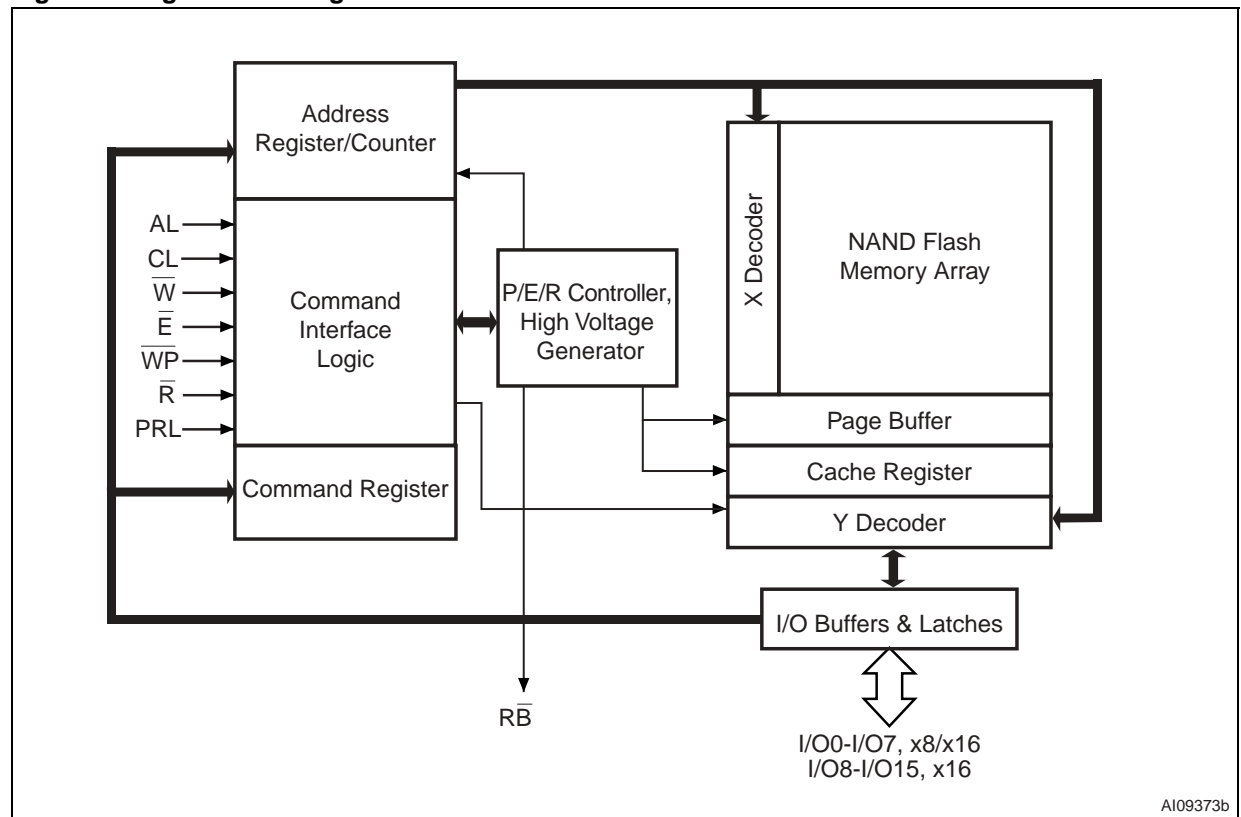 Address
Register/Counter
AL
CL
W̅
E̅
W̅P̅
R̅
PRL
Command
Interface
Logic
Command Register
P/E/R Controller,
High Voltage
Generator
RB̅
X Decoder
NAND Flash
Memory Array
Page Buffer
Cache Register
Y Decoder
I/O Buffers & Latches
I/O0-I/O7, x8/x16
I/O8-I/O15, x16
AI09373b